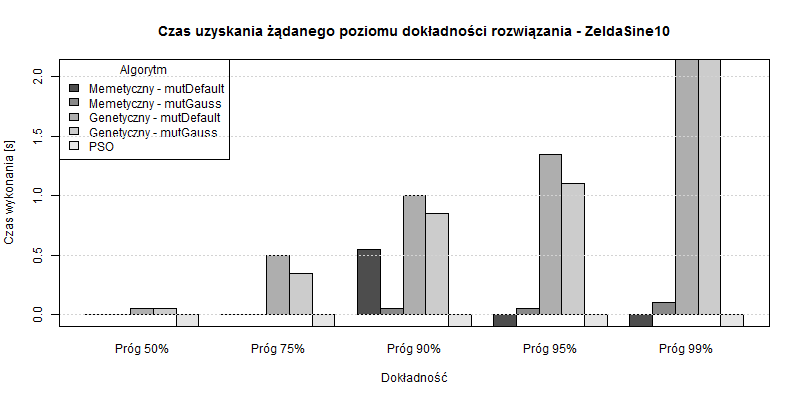 Czas uzyskania żądanego poziomu dokładności rozwiązania - ZeldaSine10
Algorytm
Memetyczny - mutDefault
Memetyczny - mutGauss
Genetyczny - mutDefault
Genetyczny - mutGauss
PSO
Czas wykonania [s]
2.0
1.5
1.0
0.5
0.0
Próg 50% Próg 75% Próg 90% Próg 95% Próg 99%
Dokładność